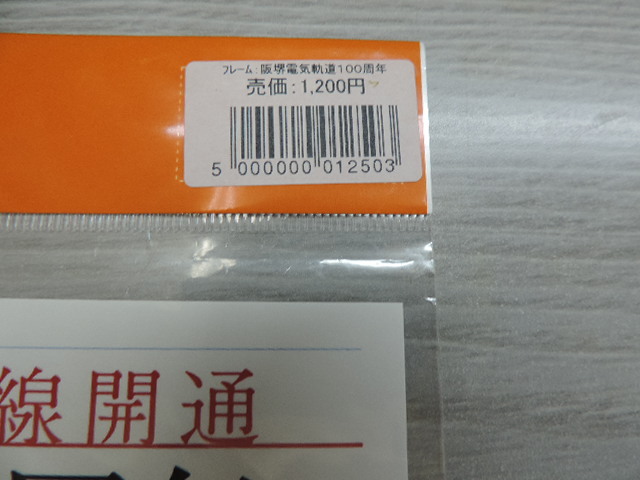 フレーム：阪堺電気軌道１００周年
売価：1,200円
5 000000 012503
線開通